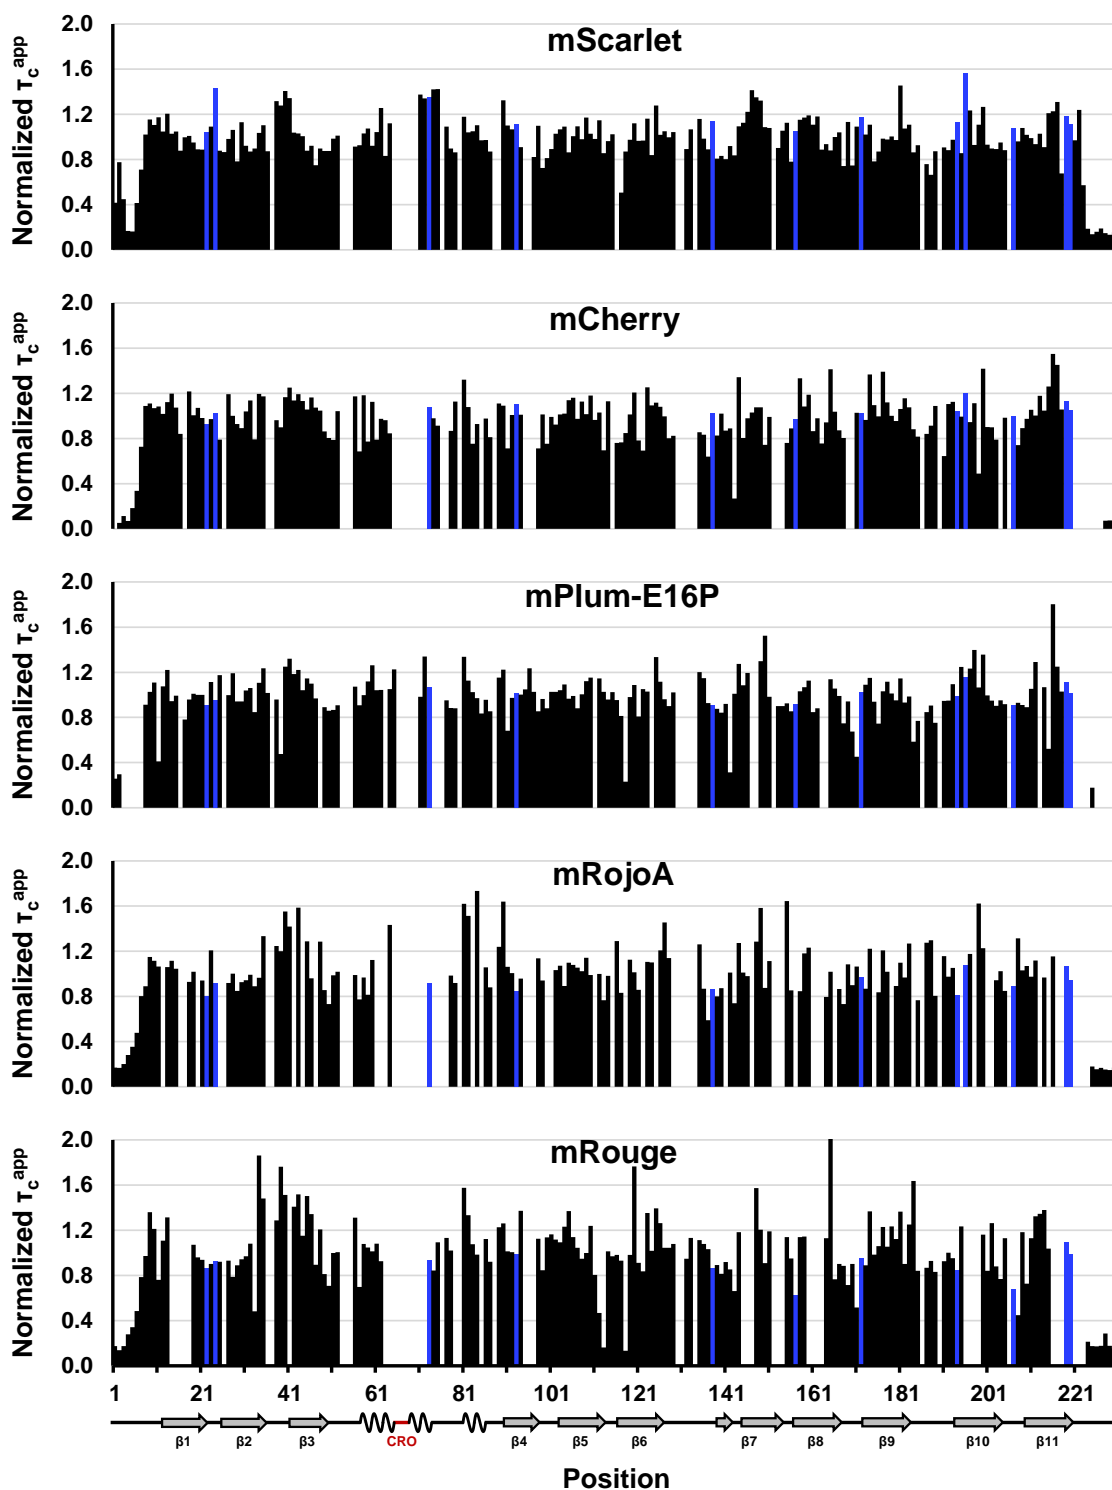 mScarlet
Normalized τc^app
2.0
1.6
1.2
0.8
0.4
0.0
mCherry
Normalized τc^app
2.0
1.6
1.2
0.8
0.4
0.0
mPlum-E16P
Normalized τc^app
2.0
1.6
1.2
0.8
0.4
0.0
mRojoA
Normalized τc^app
2.0
1.6
1.2
0.8
0.4
0.0
mRouge
Normalized τc^app
2.0
1.6
1.2
0.8
0.4
0.0
1 21 41 61 81 101 121 141 161 181 201 221
β1 β2 β3 CRO β4 β5 β6 β7 β8 β9 β10 β11
Position